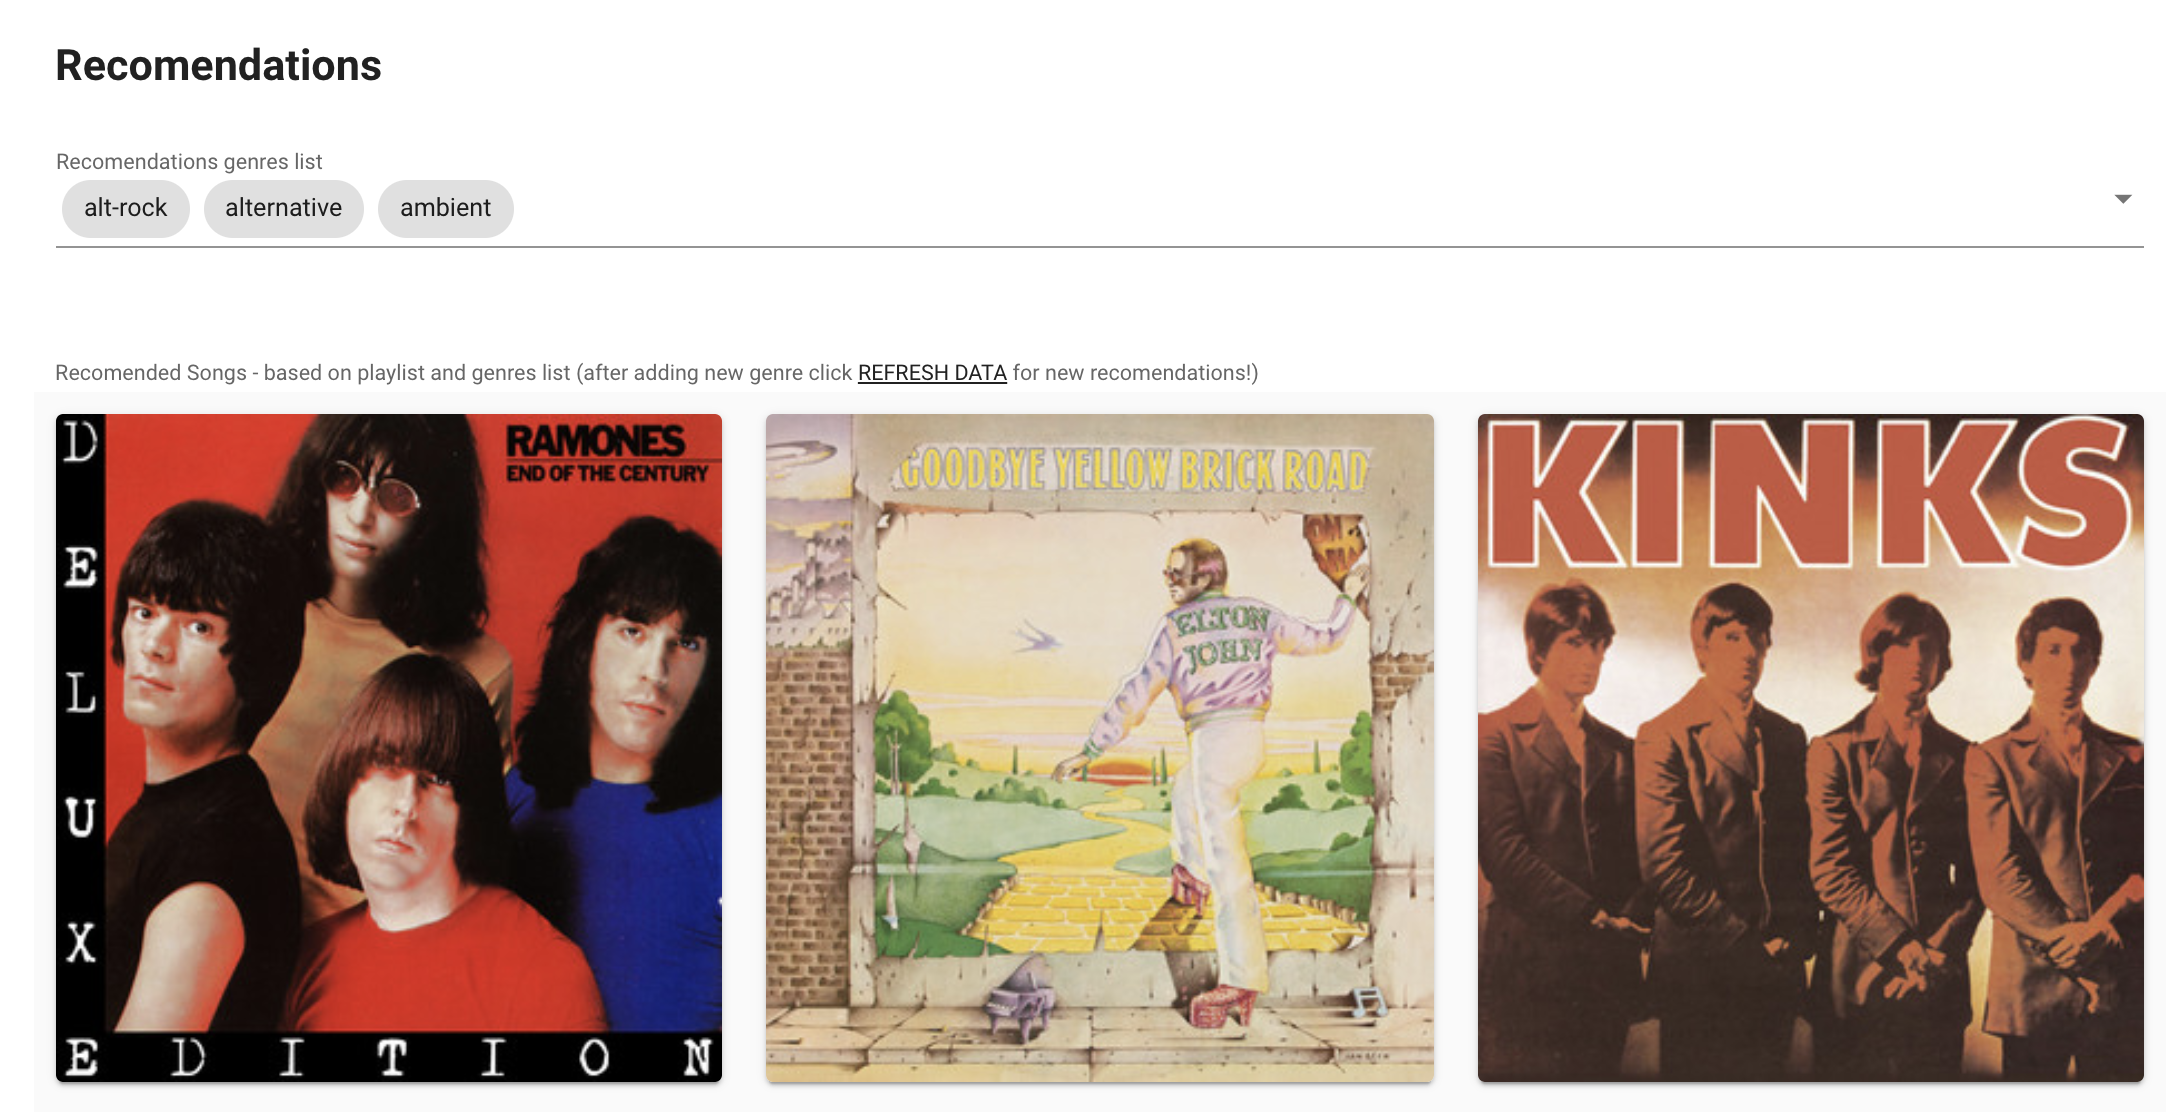 Recomendations
Recomendations genres list
alt-rock alternative ambient
Recomended Songs - based on playlist and genres list (after adding new genre click REFRESH DATA for new recomendations!)
RAMONES
END OF THE CENTURY
DELUXE
EDITION
GOODBYE YELLOW BRICK ROAD
ELTON
JOHN
KINKS